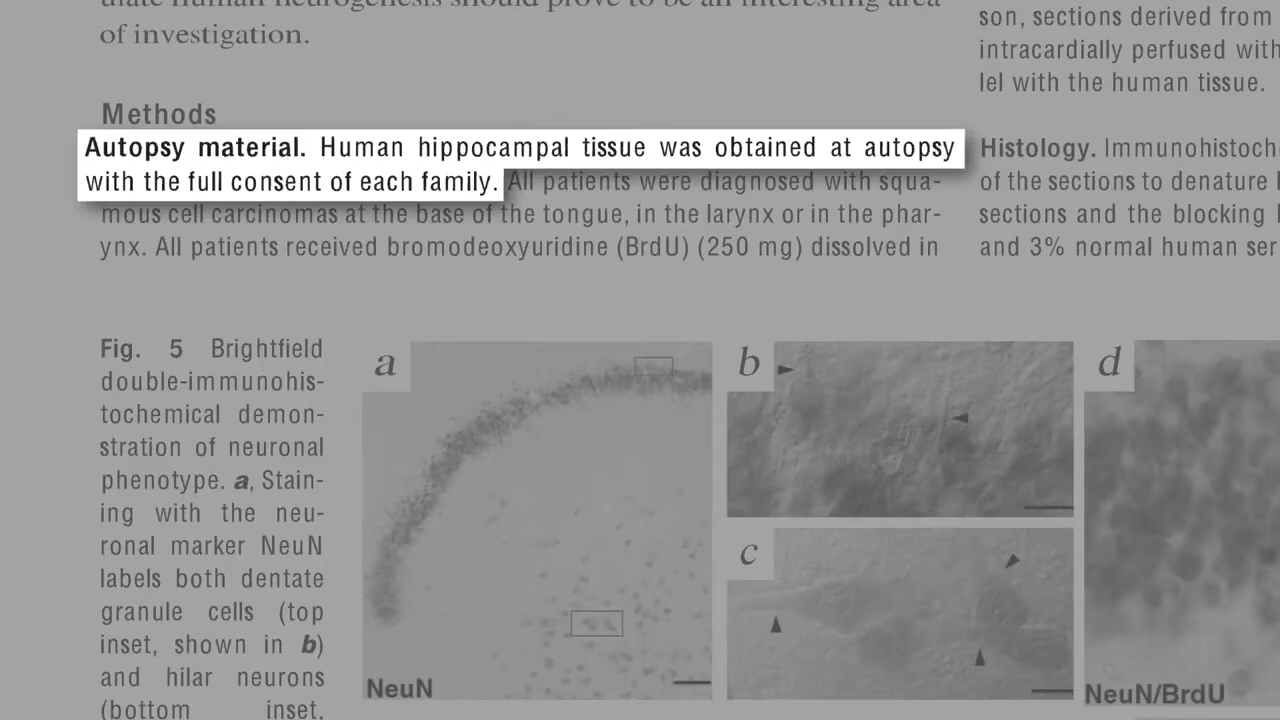 ulate Human neurogenesis should prove to be an interesting area
of investigation.
Methods
Autopsy material. Human hippocampal tissue was obtained at autopsy
with the full consent of each family. All patients were diagnosed with squa-
mous cell carcinomas at the base of the tongue, in the larynx or in the phar-
ynx. All patients received bromodeoxyuridine (BrdU) (250 mg) dissolved in
son, sections derived from
intracardially perfused with
lel with the human tissue.
Histology. Immunohistoch
of the sections to denature
sections and the blocking
and 3% normal human ser
Fig. 5 Brightfield
double-immunohis-
tochemical demon-
stration of neuronal
phenotype. a, Stain-
ing with the neu-
ronal marker NeuN
labels both dentate
granule cells (top
inset, shown in b)
and hilar neurons
(bottom inset,
a
NeuN
b
c
d
NeuN/BrdU